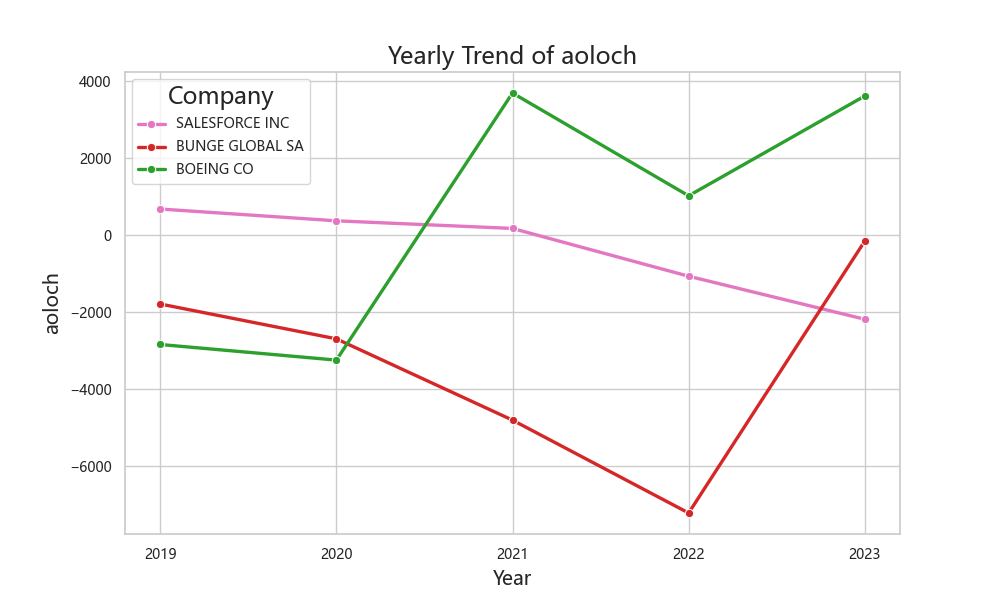 Yearly Trend of aoloch
Company
SALESFORCE INC
BUNGE GLOBAL SA
BOEING CO
4000
2000
0
−2000
−4000
−6000
aoloch
2019 2020 2021 2022 2023
Year